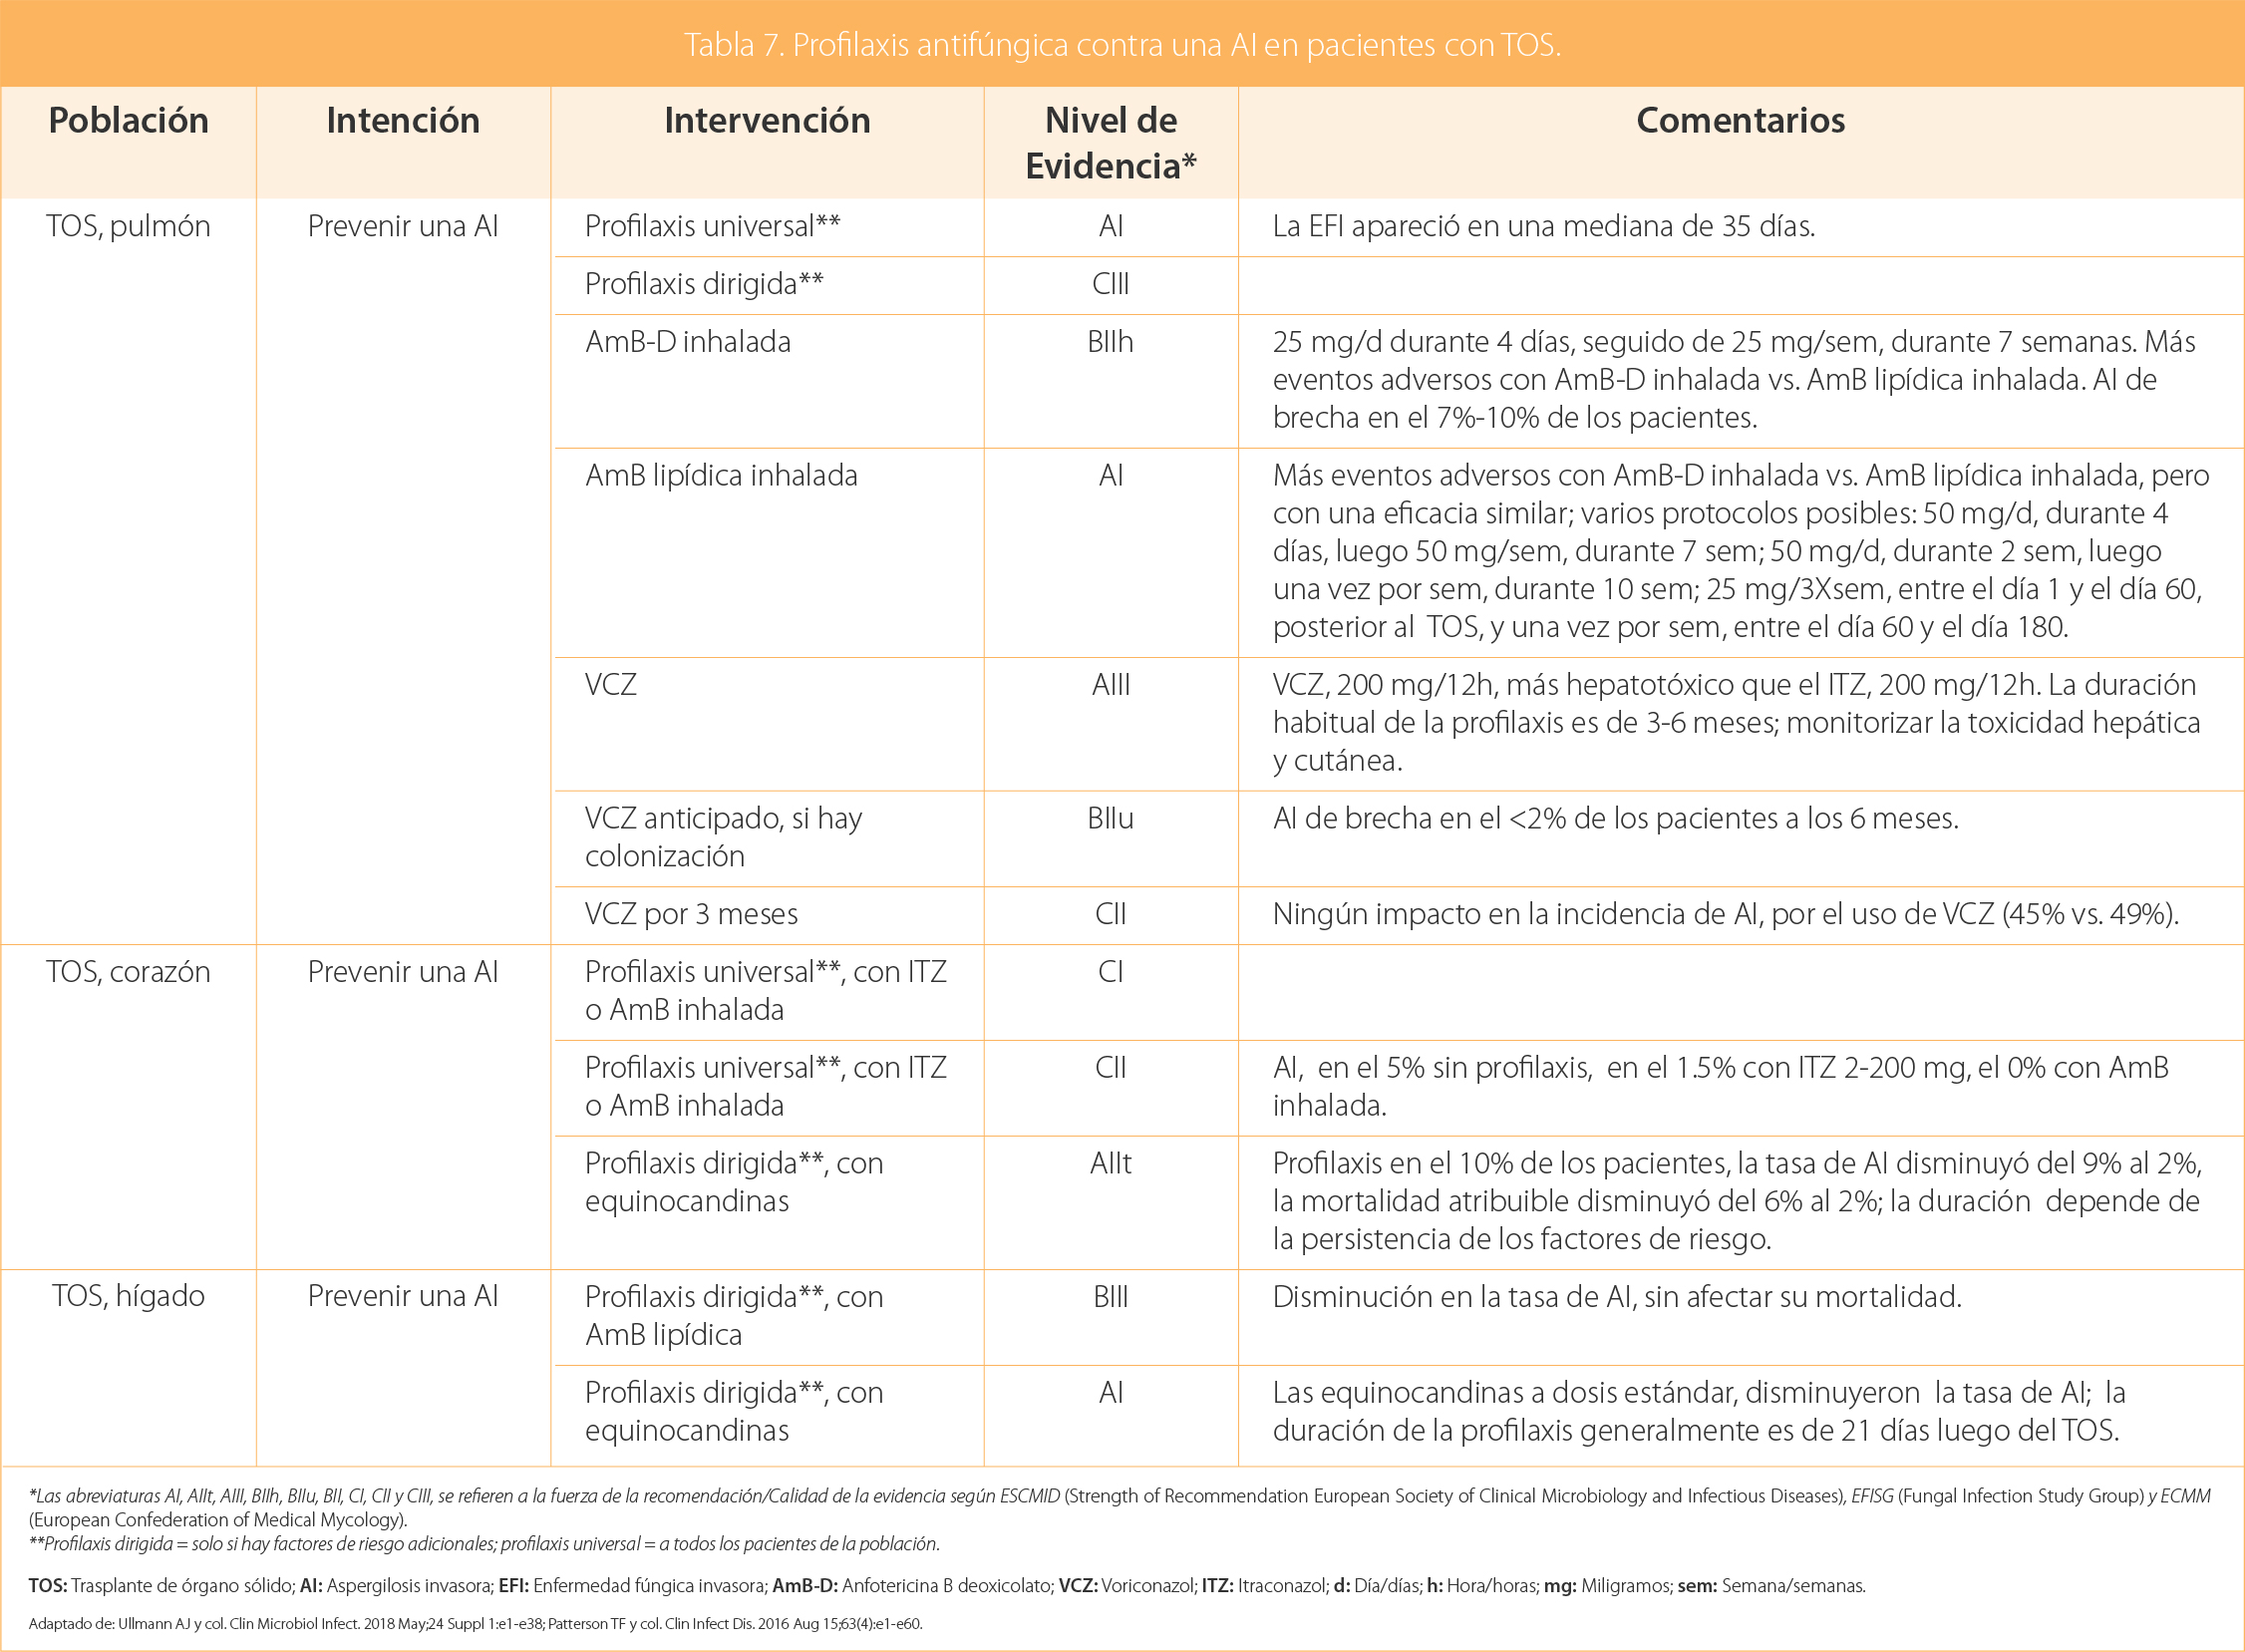 Tabla 7. Profilaxis antifúngica contra una AI en pacientes con TOS.
Población
Intención
Intervención
Nivel de
Evidencia*
Comentarios
TOS, pulmón
Prevenir una AI
Profilaxis universal**
AI
La EFI apareció en una mediana de 35 días.
Profilaxis dirigida**
CIII
AmB-D inhalada
BIIh
25 mg/d durante 4 días, seguido de 25 mg/sem, durante 7 semanas. Más
eventos adversos con AmB-D inhalada vs. AmB lipídica inhalada. AI de
brecha en el 7%-10% de los pacientes.
AmB lipídica inhalada
AI
Más eventos adversos con AmB-D inhalada vs. AmB lipídica inhalada, pero
con una eficacia similar; varios protocolos posibles: 50 mg/d, durante 4
días, luego 50 mg/sem, durante 7 sem; 50 mg/d, durante 2 sem, luego
una vez por sem, durante 10 sem; 25 mg/3Xsem, entre el día 1 y el día 60,
posterior al TOS, y una vez por sem, entre el día 60 y el día 180.
VCZ
AIII
VCZ, 200 mg/12h, más hepatotóxico que el ITZ, 200 mg/12h. La duración
habitual de la profilaxis es de 3-6 meses; monitorizar la toxicidad hepática
y cutánea.
VCZ anticipado, si hay
colonización
BIIu
AI de brecha en el <2% de los pacientes a los 6 meses.
VCZ por 3 meses
CII
Ningún impacto en la incidencia de AI, por el uso de VCZ (45% vs. 49%).
TOS, corazón
Prevenir una AI
Profilaxis universal**, con ITZ
o AmB inhalada
CI
Profilaxis universal**, con ITZ
o AmB inhalada
CII
AI, en el 5% sin profilaxis, en el 1.5% con ITZ 2-200 mg, el 0% con AmB
inhalada.
Profilaxis dirigida**, con
equinocandinas
AIIt
Profilaxis en el 10% de los pacientes, la tasa de AI disminuyó del 9% al 2%,
la mortalidad atribuible disminuyó del 6% al 2%; la duración depende de
la persistencia de los factores de riesgo.
TOS, hígado
Prevenir una AI
Profilaxis dirigida**, con
AmB lipídica
BIII
Disminución en la tasa de AI, sin afectar su mortalidad.
Profilaxis dirigida**, con
equinocandinas
AI
Las equinocandinas a dosis estándar, disminuyeron la tasa de AI; la
duración de la profilaxis generalmente es de 21 días luego del TOS.
*Las abreviaturas AI, AIIt, AIII, BIIh, BIIu, BII, CI, CII y CIII, se refieren a la fuerza de la recomendación/Calidad de la evidencia según ESCMID (Strength of Recommendation European Society of Clinical Microbiology and Infectious Diseases), EFISG (Fungal Infection Study Group) y ECMM
(European Confederation of Medical Mycology).
**Profilaxis dirigida = solo si hay factores de riesgo adicionales; profilaxis universal = a todos los pacientes de la población.
TOS: Trasplante de órgano sólido; AI: Aspergilosis invasora; EFI: Enfermedad fúngica invasora; AmB-D: Anfotericina B deoxicolato; VCZ: Voriconazol; ITZ: Itraconazol; d: Día/días; h: Hora/horas; mg: Miligramos; sem: Semana/semanas.
Adaptado de: Ullmann AJ y col. Clin Microbiol Infect. 2018 May;24 Suppl 1:e1-e38; Patterson TF y col. Clin Infect Dis. 2016 Aug 15;63(4):e1-e60.